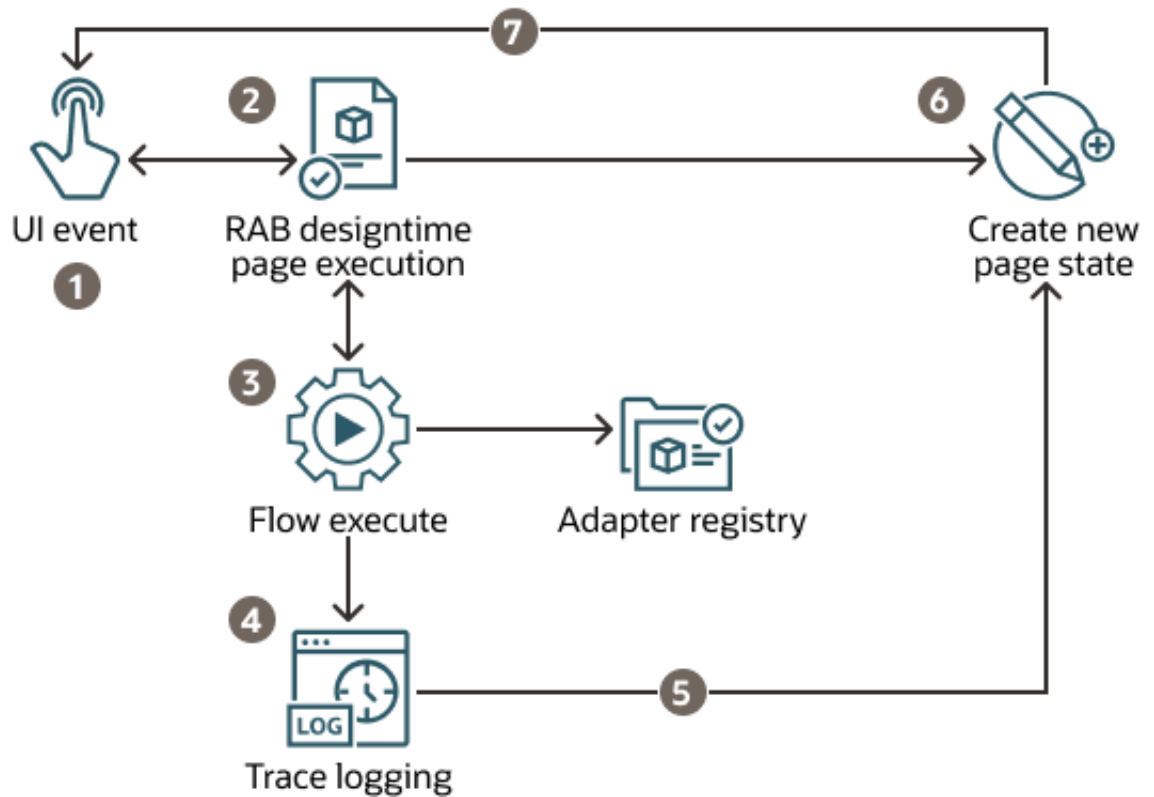 7
2
6
UI event
RAB designtime
page execution
Create new
page state
1
3
Flow execute
Adapter registry
4
5
LOG
Trace logging